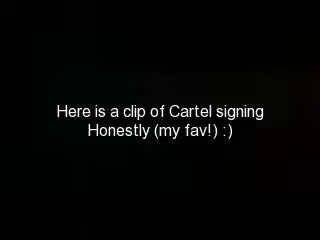 Here is a clip of Cartel signing
Honestly (my fav!) :)